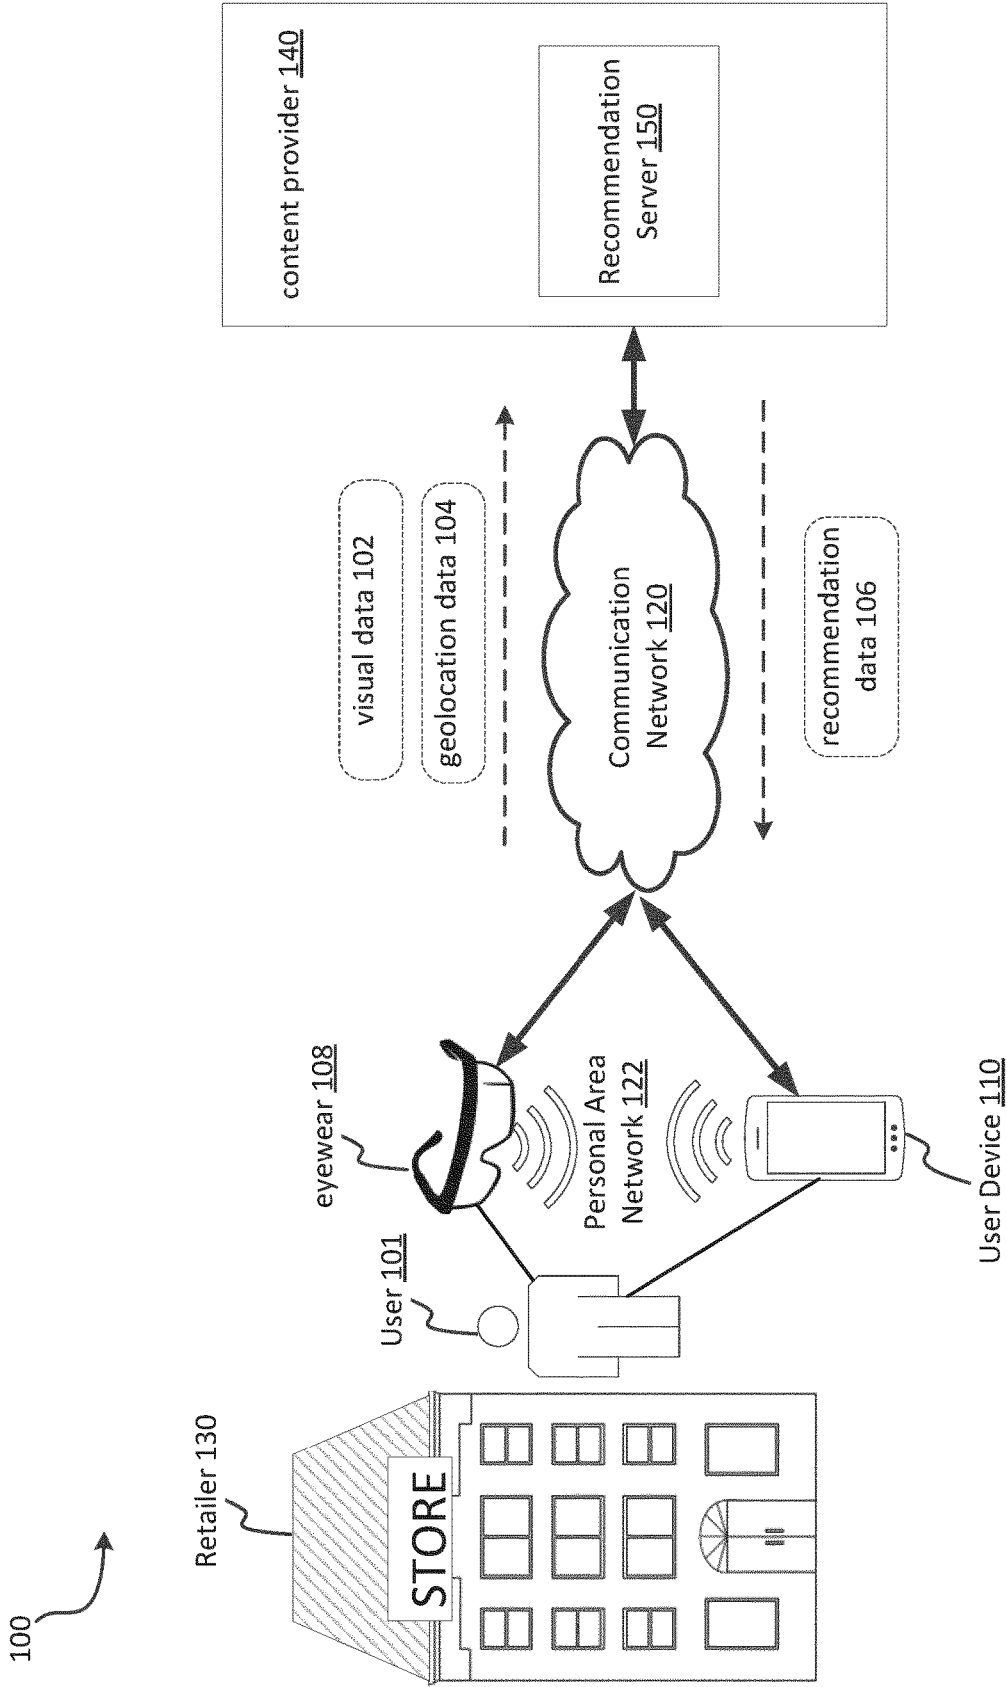 100
Retailer 130
STORE
User 101
eyewear 108
Personal Area
Network 122
User Device 110
visual data 102
geolocation data 104
Communication
Network 120
recommendation
data 106
content provider 140
Recommendation
Server 150